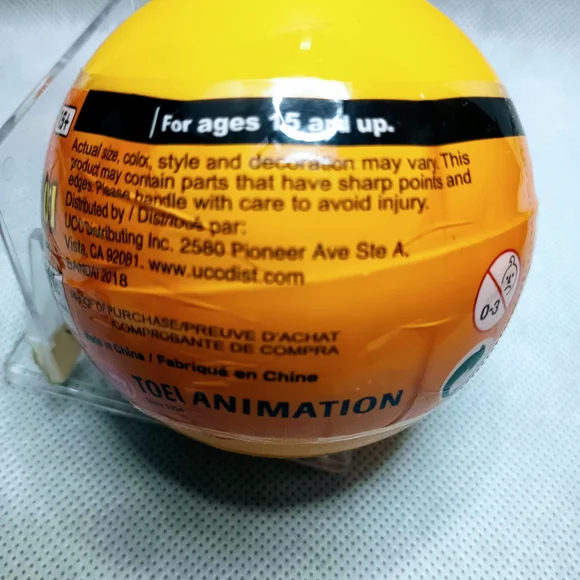 15+
For ages 15 and up.
Actual size, color, style and decoration may vary. This
product may contain parts that have sharp points and
edges. Please handle with care to avoid injury.
Distributed by / Distribué par:
UCC Distributing Inc. 2580 Pioneer Ave Ste A.
Vista, CA 92081. www.uccdist.com
BANDAI 2018
PROOF OF PURCHASE/PREUVE D'ACHAT
COMPROBANTE DE COMPRA
Made in China / Fabriqué en Chine
TOEI ANIMATION
0-3